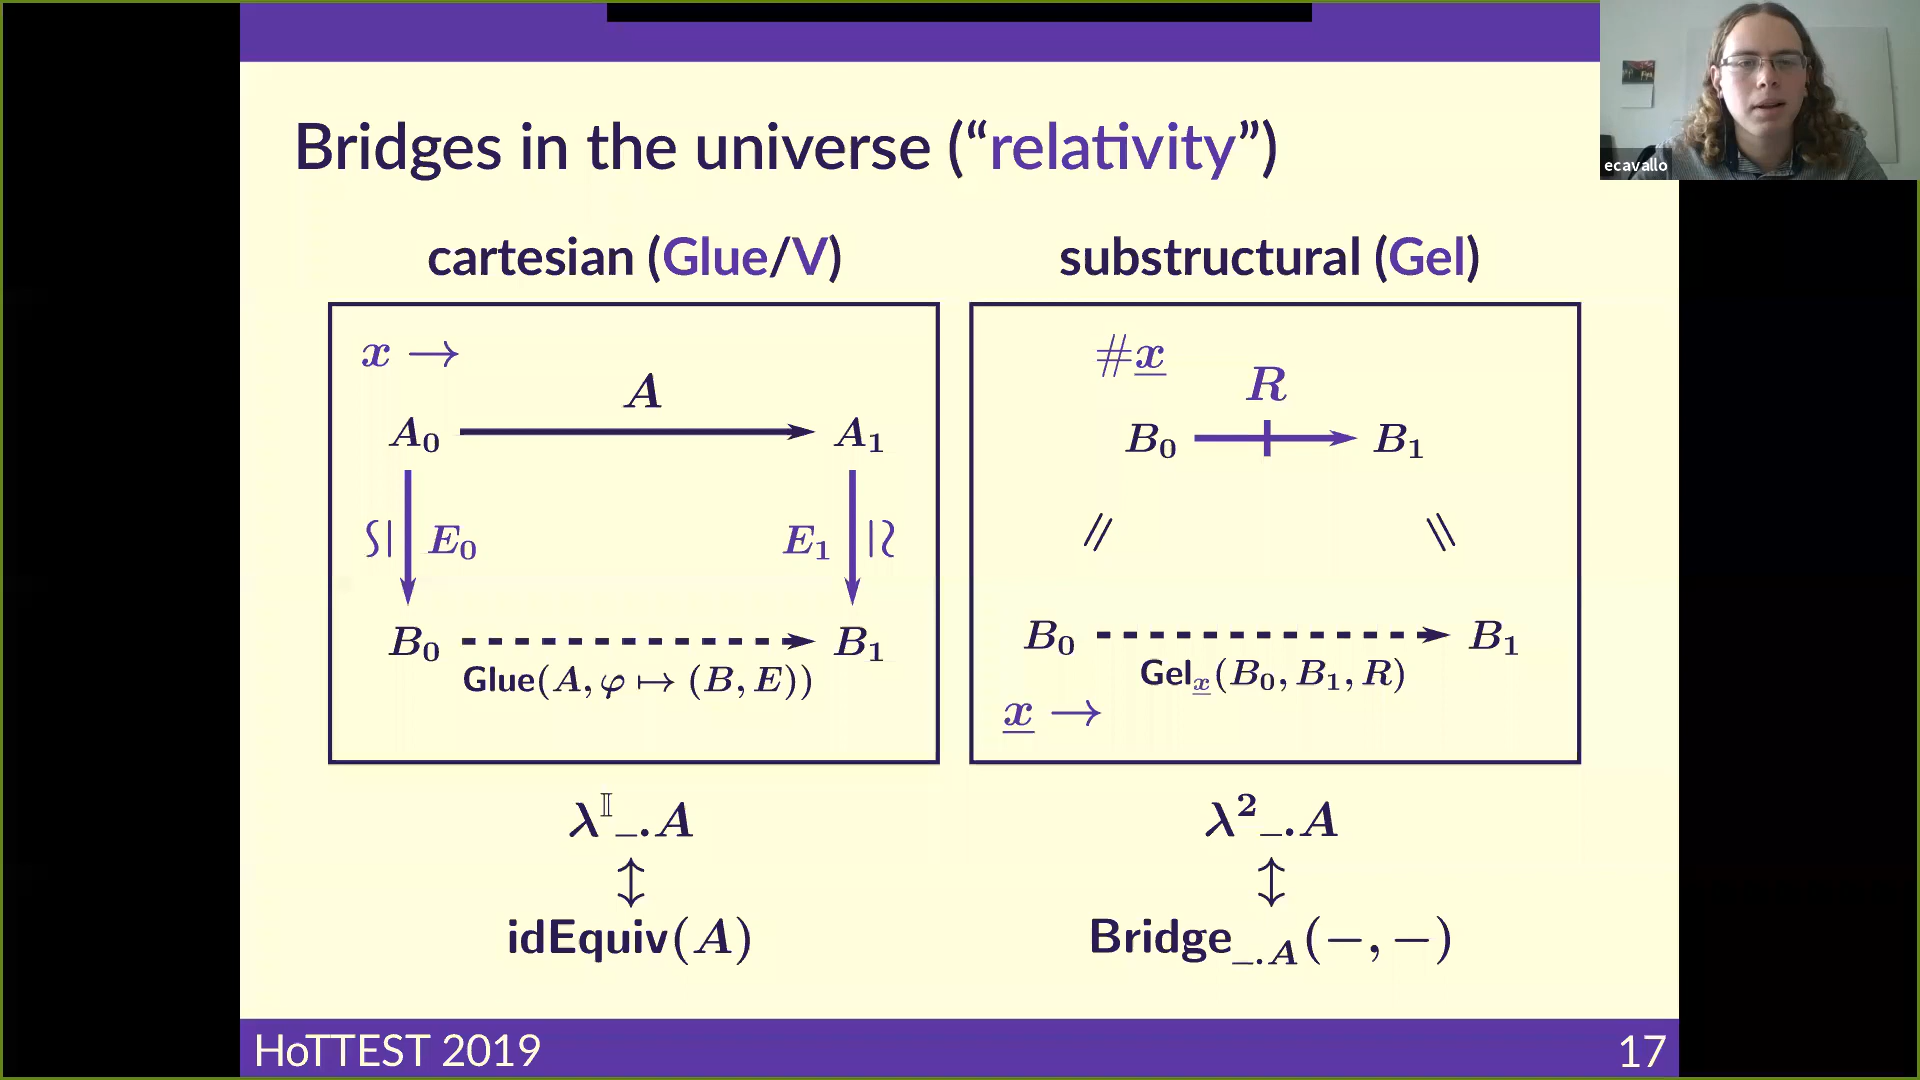 ecavallo
Bridges in the universe (“relativity”)
cartesian (Glue/V)
x →
A
A₀ A₁
≀| E₀ E₁ |≀
B₀ B₁
Glue(A, φ ↦ (B, E))
λ^𝕀_.A
↕
idEquiv(A)
substructural (Gel)
#x̲
R
B₀ B₁
// \\
B₀ B₁
Gel_x̲(B₀, B₁, R)
x̲ →
λ²_.A
↕
Bridge_.A(−, −)
HoTTEST 2019
17